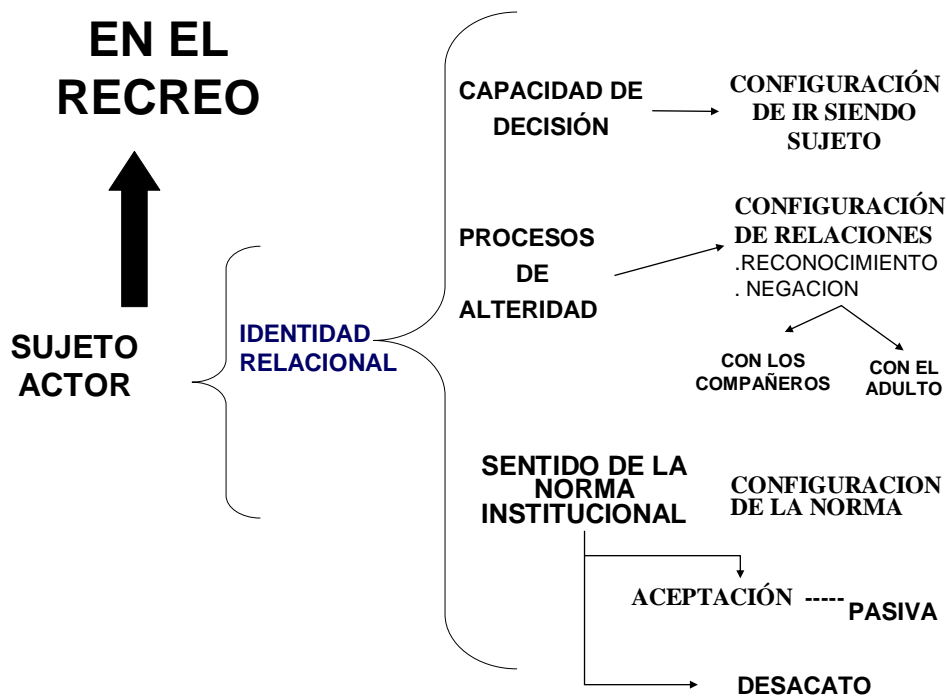 EN EL
RECREO
SUJETO
ACTOR
IDENTIDAD
RELACIONAL
CAPACIDAD DE
DECISIÓN
CONFIGURACIÓN
DE IR SIENDO
SUJETO
PROCESOS
DE
ALTERIDAD
CONFIGURACIÓN
DE RELACIONES
.RECONOCIMIENTO
. NEGACION
CON LOS
COMPAÑEROS
CON EL
ADULTO
SENTIDO DE LA
NORMA
INSTITUCIONAL
CONFIGURACION
DE LA NORMA
ACEPTACIÓN -----
PASIVA
DESACATO